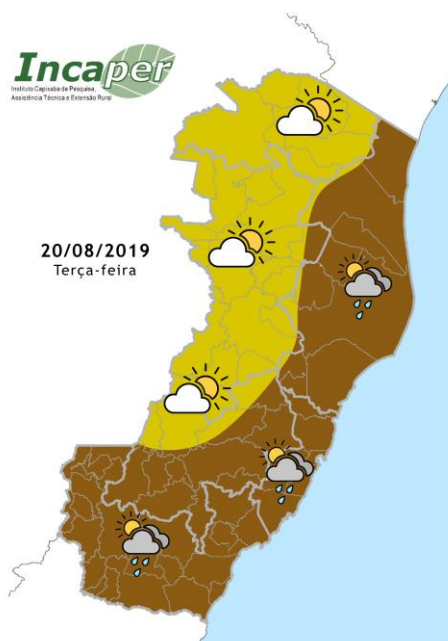 Incaper
Instituto Capixaba de Pesquisa,
Assistência Técnica e Extensão Rural
20/08/2019
Terça-feira